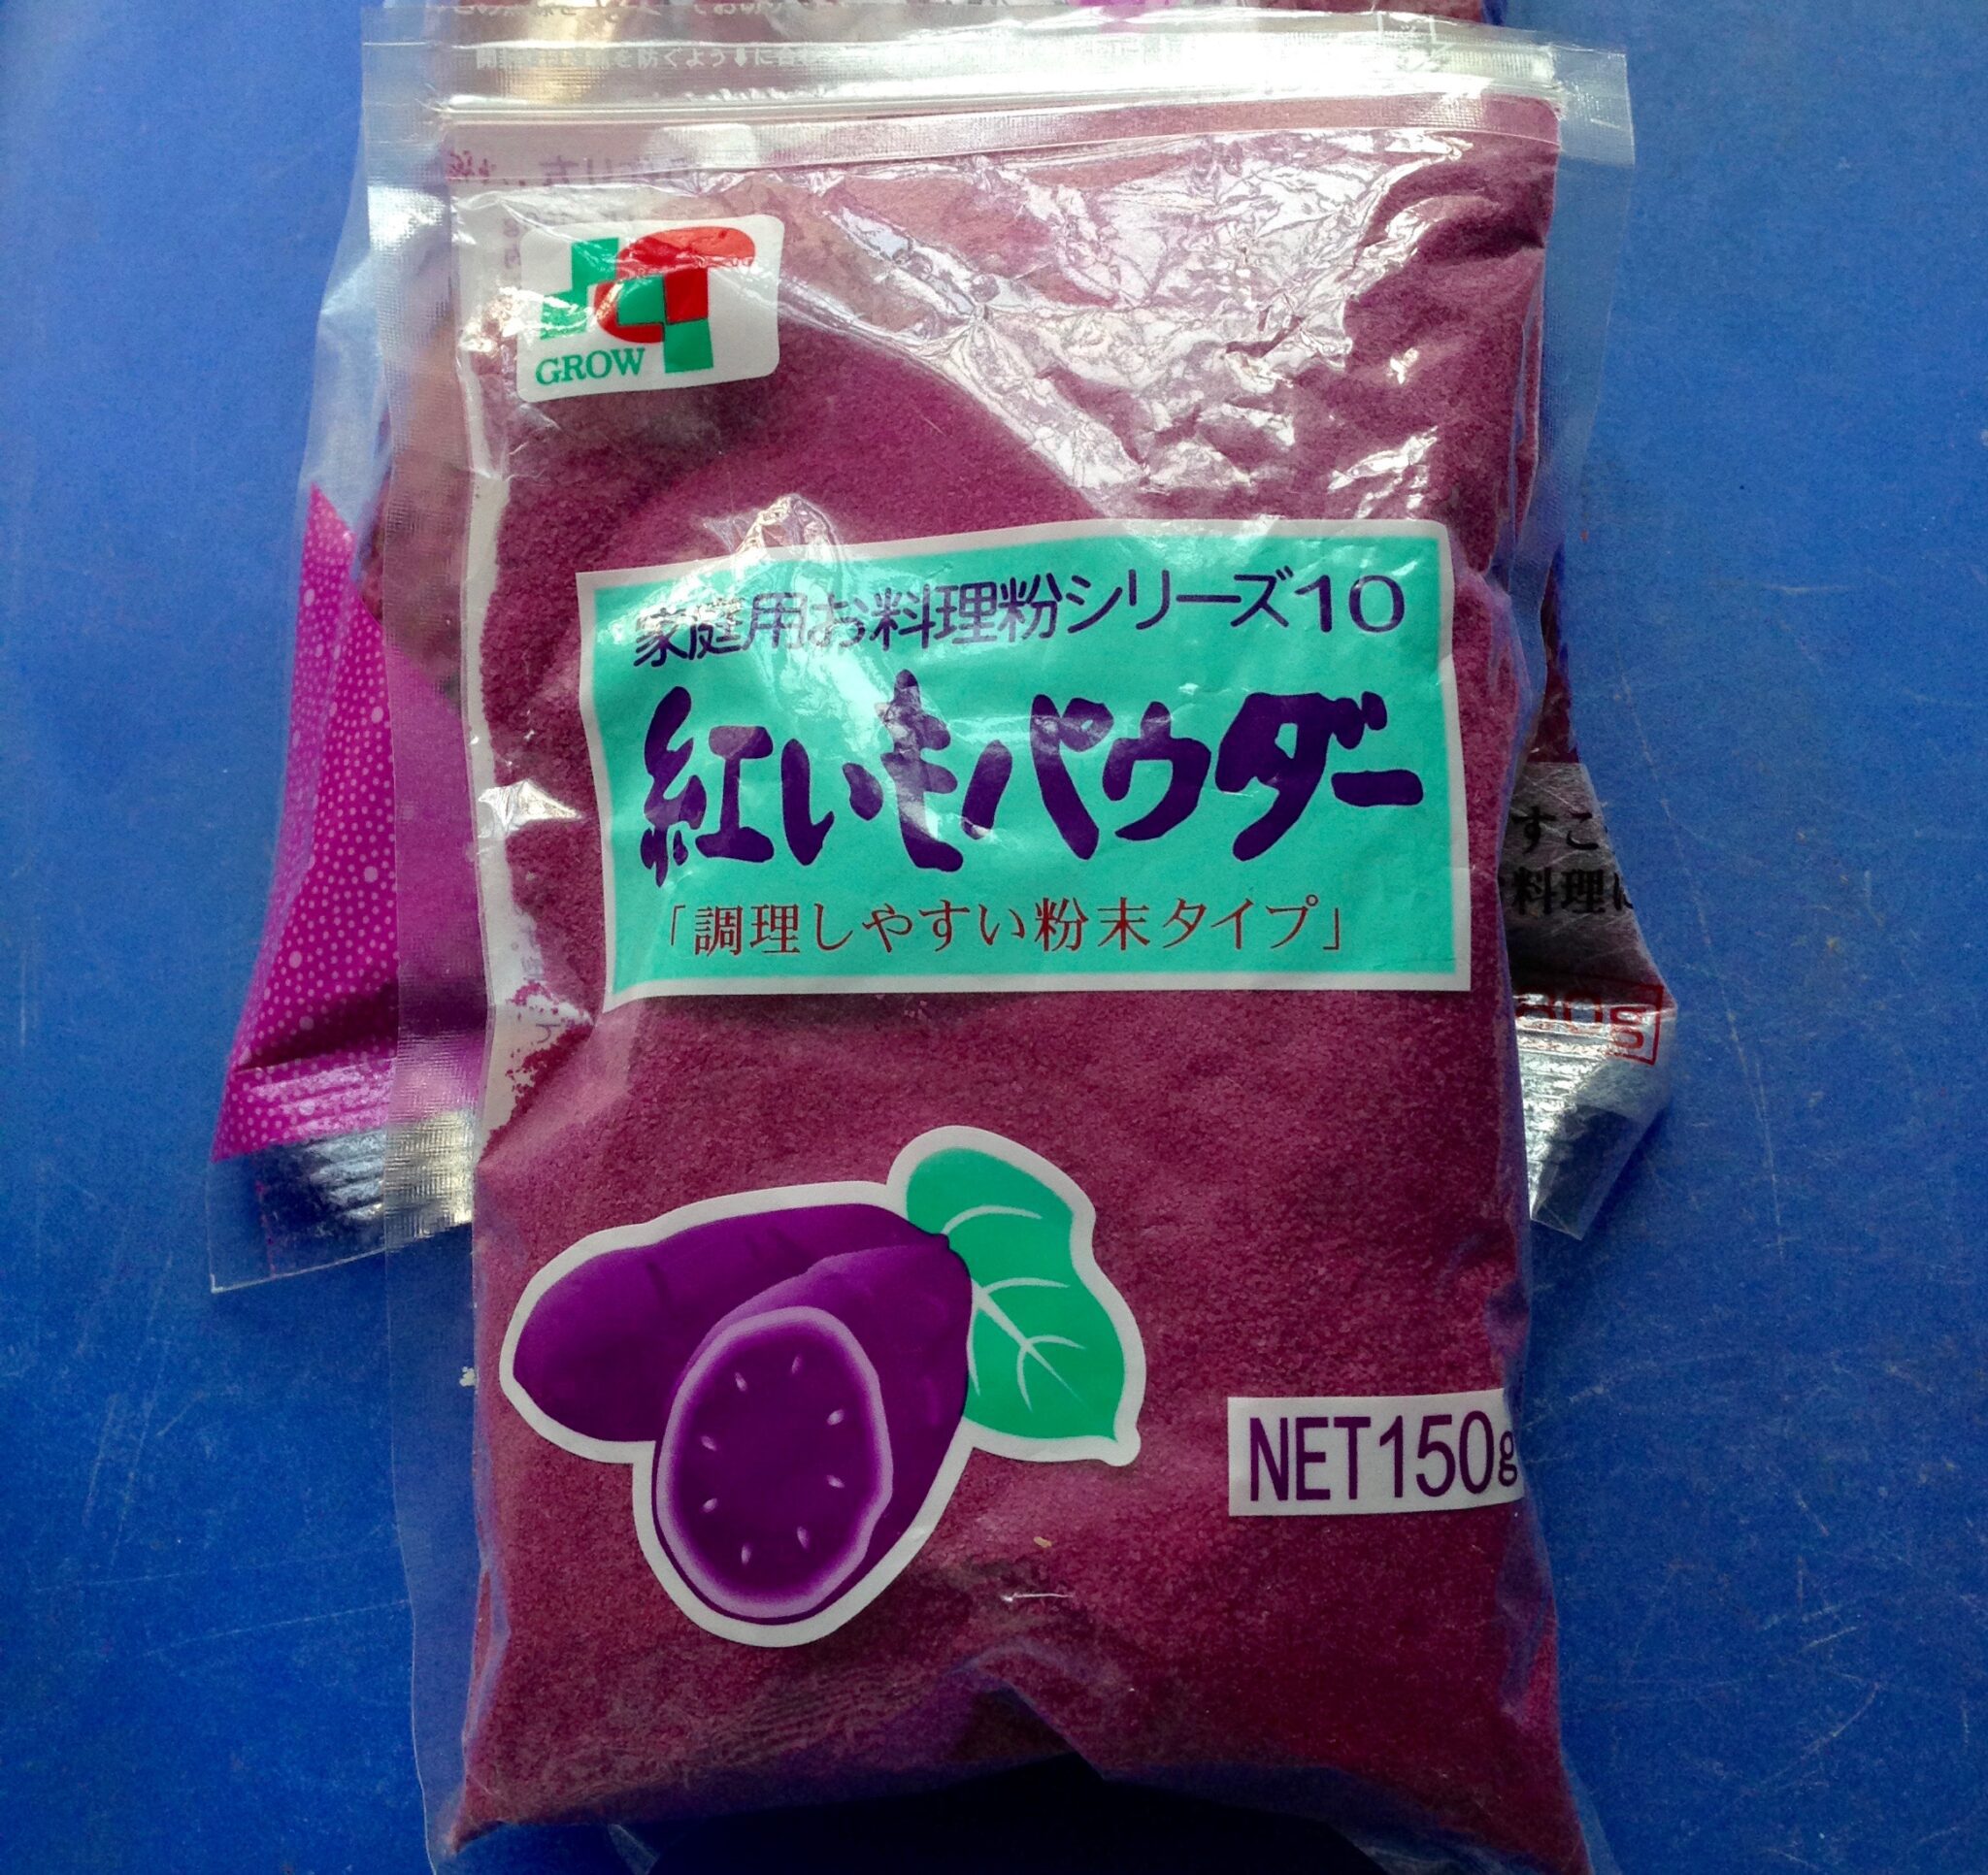 GROW
家庭用お料理粉シリーズ10
紅いもパウダー
「調理しやすい粉末タイプ」
すこ
料理に
80g
NET150g